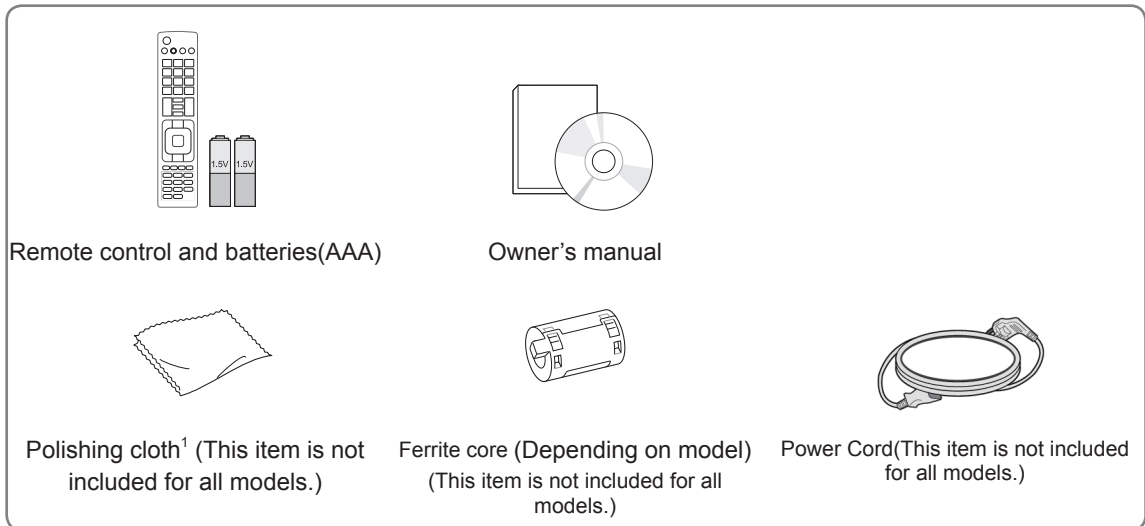 1.5V 1.5V
Remote control and batteries(AAA)
Owner’s manual
Polishing cloth¹ (This item is not
included for all models.)
Ferrite core (Depending on model)
(This item is not included for all
models.)
Power Cord(This item is not included
for all models.)